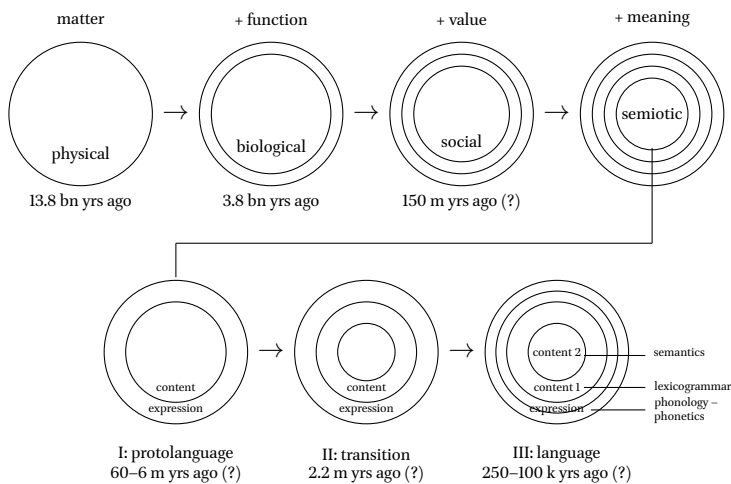 matter
+ function
+ value
+ meaning
physical
biological
social
semiotic
13.8 bn yrs ago
3.8 bn yrs ago
150 m yrs ago (?)
content
expression
content
expression
content 2
content 1
expression
semantics
lexicogrammar
phonology –
phonetics
I: protolanguage
60–6 m yrs ago (?)
II: transition
2.2 m yrs ago (?)
III: language
250–100 k yrs ago (?)